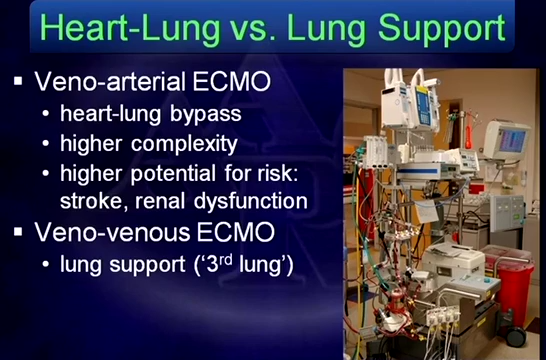 Heart-Lung vs. Lung Support
▪ Veno-arterial ECMO
• heart-lung bypass
• higher complexity
• higher potential for risk:
stroke, renal dysfunction
▪ Veno-venous ECMO
• lung support (‘3rd lung’)